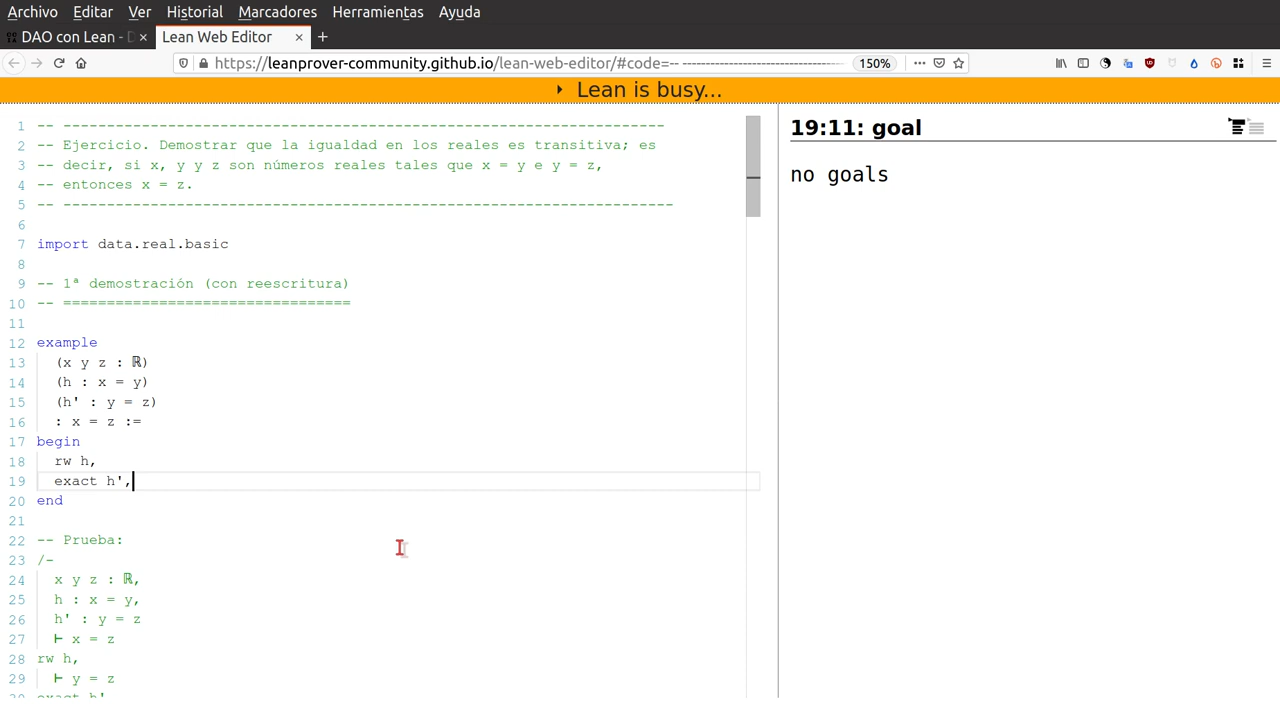 Archivo Editar Ver Historial Marcadores Herramientas Ayuda
DAO con Lean - Lean Web Editor
https://leanprover-community.github.io/lean-web-editor/#code=-- ----------------------------------- 150%
Lean is busy...
1 -- ---------------------------------------------------------------------
2 -- Ejercicio. Demostrar que la igualdad en los reales es transitiva; es
3 -- decir, si x, y y z son números reales tales que x = y e y = z,
4 -- entonces x = z.
5 -- ----------------------------------------------------------------------
6
7 import data.real.basic
8
9 -- 1ª demostración (con reescritura)
10 -- =================================
11
12 example
13 (x y z : ℝ)
14 (h : x = y)
15 (h' : y = z)
16 : x = z :=
17 begin
18 rw h,
19 exact h',
20 end
21
22 -- Prueba:
23 /-
24 x y z : ℝ,
25 h : x = y,
26 h' : y = z
27 ⊢ x = z
28 rw h,
29 ⊢ y = z
30 exact h'
19:11: goal
no goals